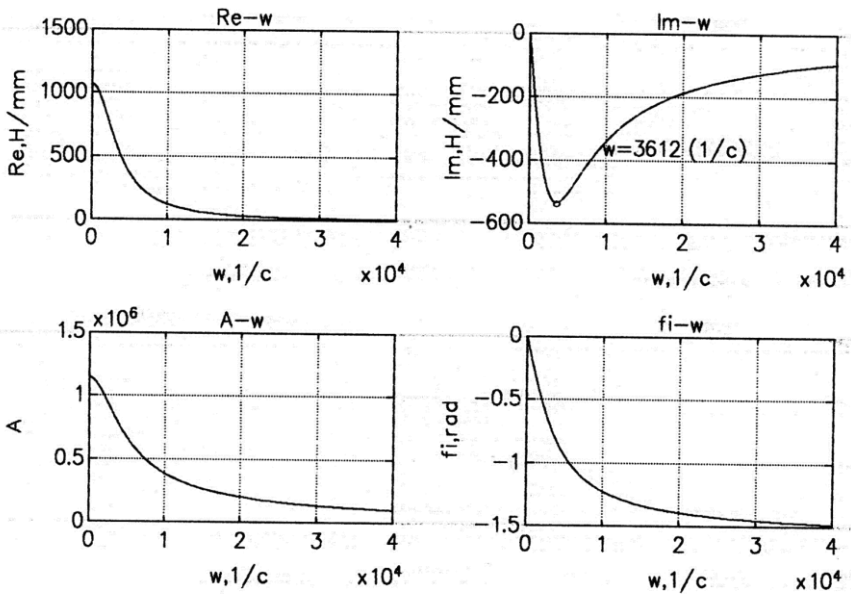 Re-w
Re,H/mm
1500
1000
500
0
0 1 2 3 4
w,1/c x10^4
Im-w
Im,H/mm
0
-200
-400
-600
w=3612 (1/c)
0 1 2 3 4
w,1/c x10^4
x10^6
A-w
A
1.5
1
0.5
0
0 1 2 3 4
w,1/c x10^4
fi-w
fi,rad
0
-0.5
-1
-1.5
0 1 2 3 4
w,1/c x10^4